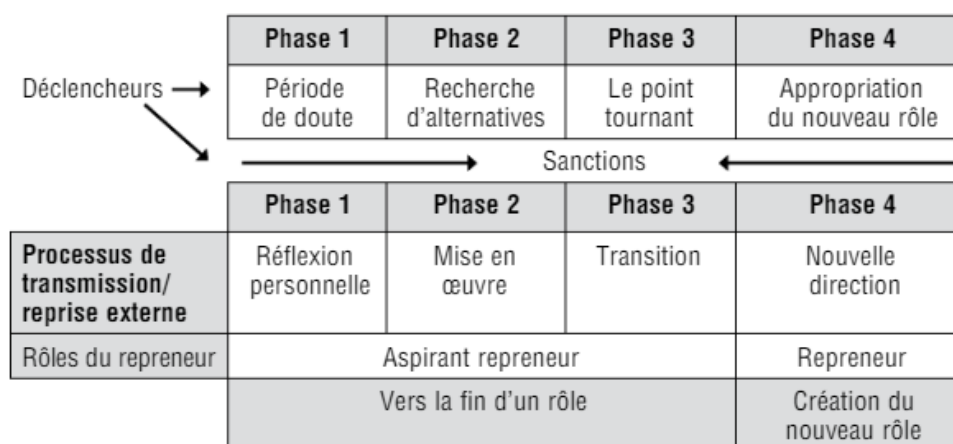 Phase 1 Phase 2 Phase 3 Phase 4
Déclencheurs Période Recherche Le point Appropriation
de doute d'alternatives tournant du nouveau rôle
Sanctions
Phase 1 Phase 2 Phase 3 Phase 4
Processus de Réflexion Mise en Transition Nouvelle
transmission/ personnelle œuvre direction
reprise externe
Rôles du repreneur Aspirant repreneur Repreneur
Vers la fin d'un rôle Création du
nouveau rôle